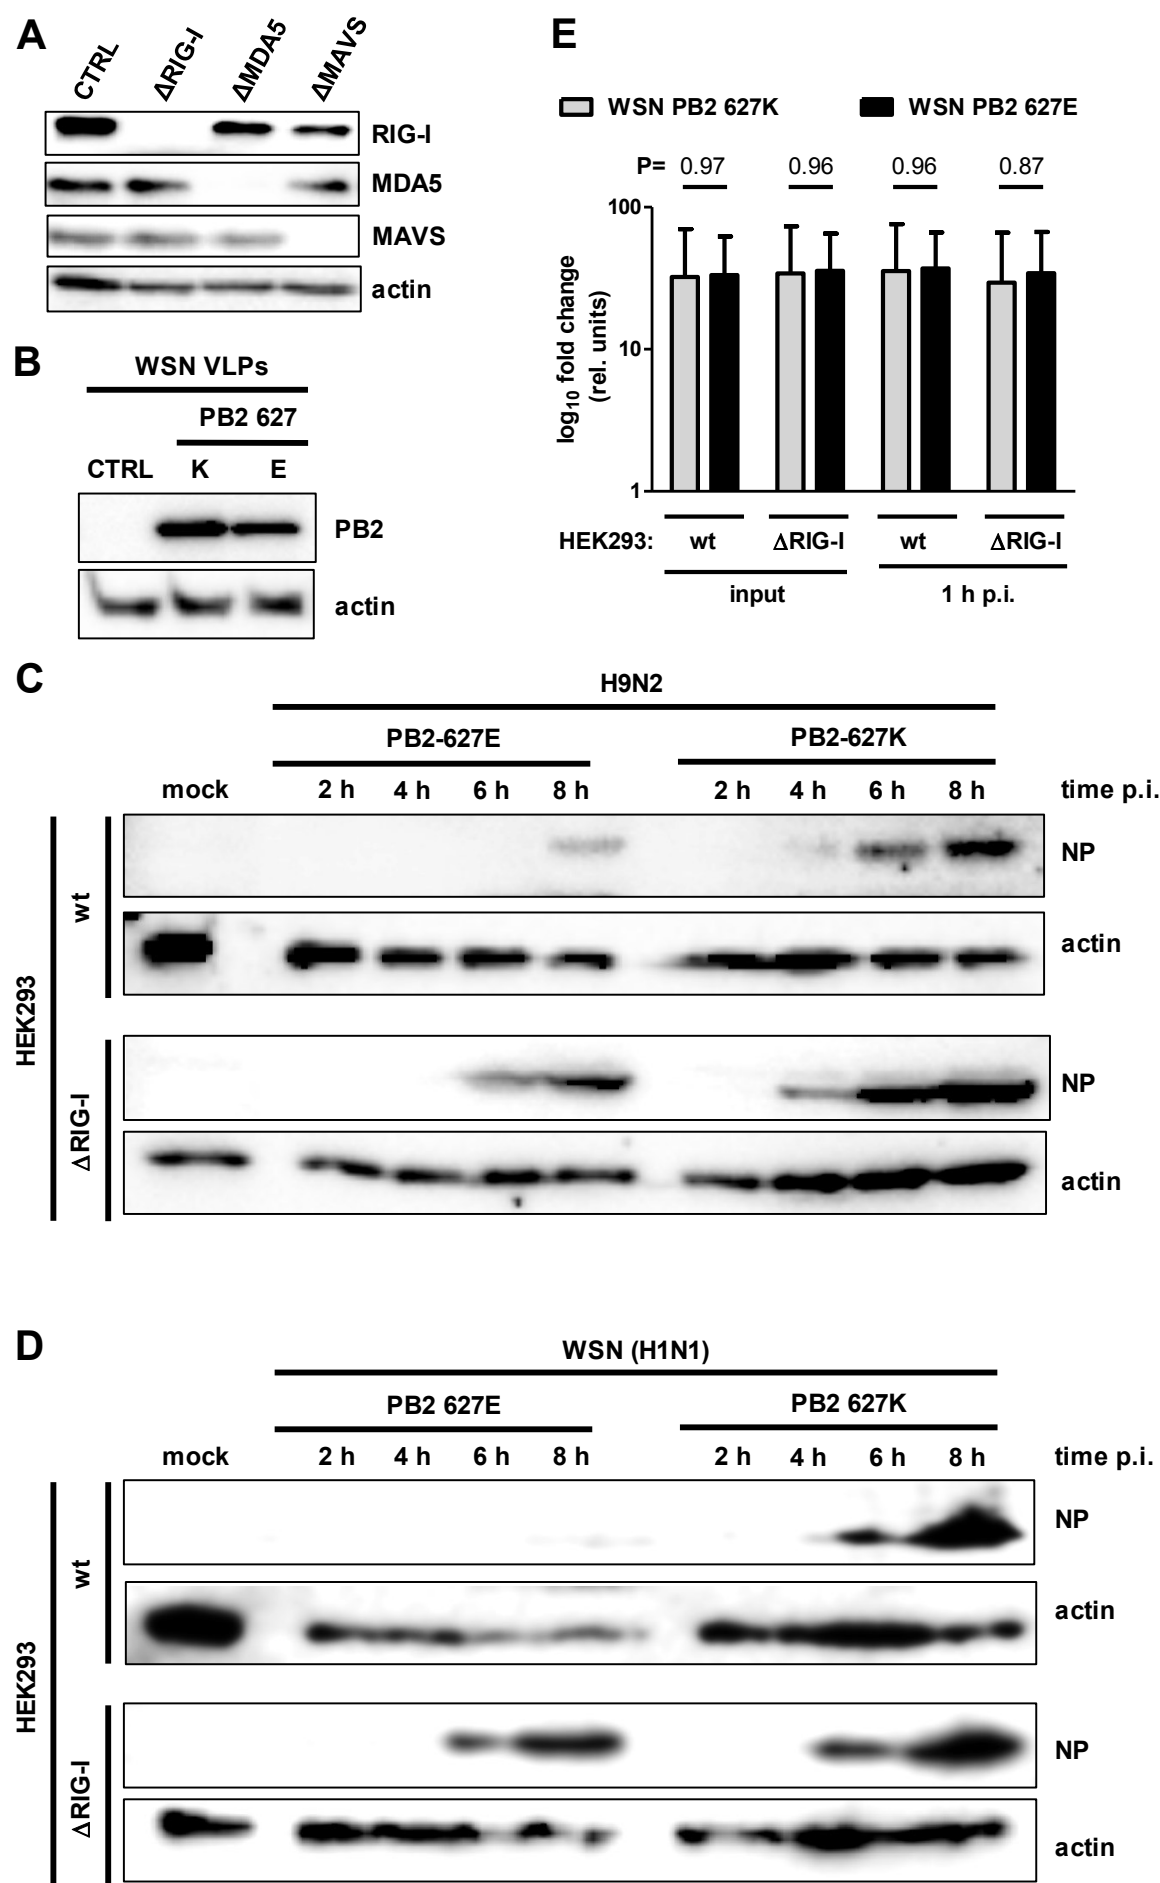 A
CTRL
ΔRIG-I
ΔMDA5
ΔMAVS
RIG-I
MDA5
MAVS
actin
B
WSN VLPs
PB2 627
CTRL K E
PB2
actin
E
WSN PB2 627K WSN PB2 627E
P= 0.97 0.96 0.96 0.87
100
10
1
log10 fold change
(rel. units)
HEK293: wt ΔRIG-I wt ΔRIG-I
input 1 h p.i.
C
H9N2
PB2-627E PB2-627K
mock 2 h 4 h 6 h 8 h 2 h 4 h 6 h 8 h time p.i.
HEK293
wt
NP
actin
ΔRIG-I
NP
actin
D
WSN (H1N1)
PB2 627E PB2 627K
mock 2 h 4 h 6 h 8 h 2 h 4 h 6 h 8 h time p.i.
HEK293
wt
NP
actin
ΔRIG-I
NP
actin